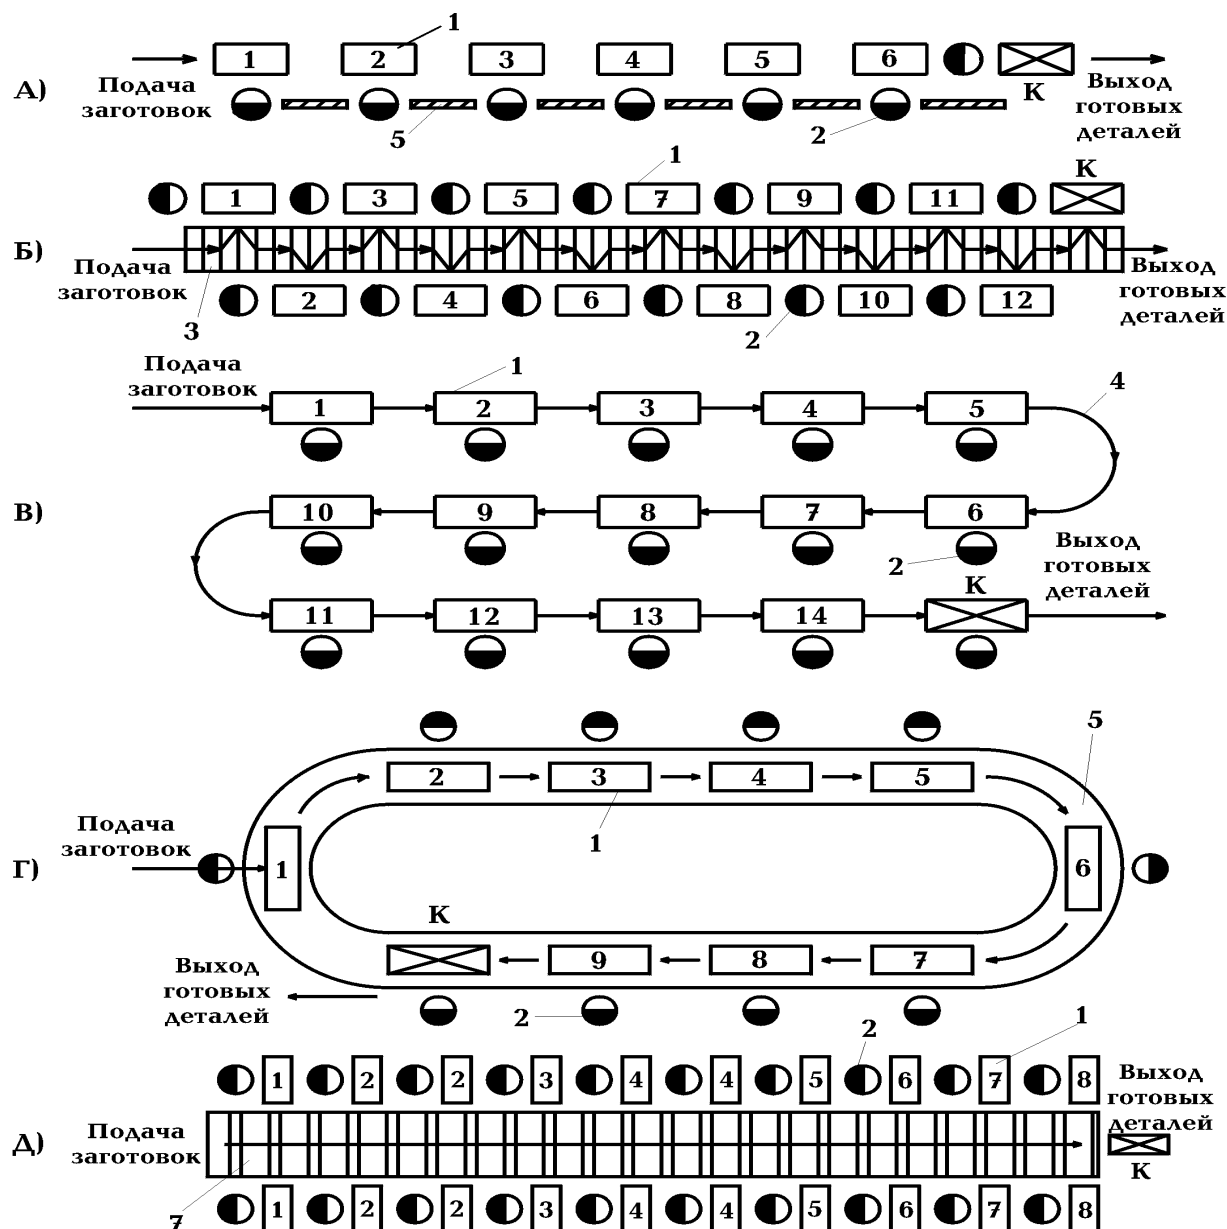 1
1 2 3 4 5 6
А)
Подача
заготовок
К
Выход
готовых
деталей
5
2
1
К
1 3 5 7 9 11
Б)
Подача
заготовок
Выход
готовых
деталей
2 4 6 8 10 12
3
2
Подача
заготовок
1
4
1 2 3 4 5
В)
10 9 8 7 6
2
Выход
готовых
деталей
К
11 12 13 14
5
2 3 4 5
1
Подача
заготовок
Г)
1
6
К
9 8 7
Выход
готовых
деталей
2
2
1
1 2 2 3 4 4 5 6 7 8
Выход
готовых
деталей
Д)
Подача
заготовок
К
7
1 2 2 3 4 4 5 6 7 8